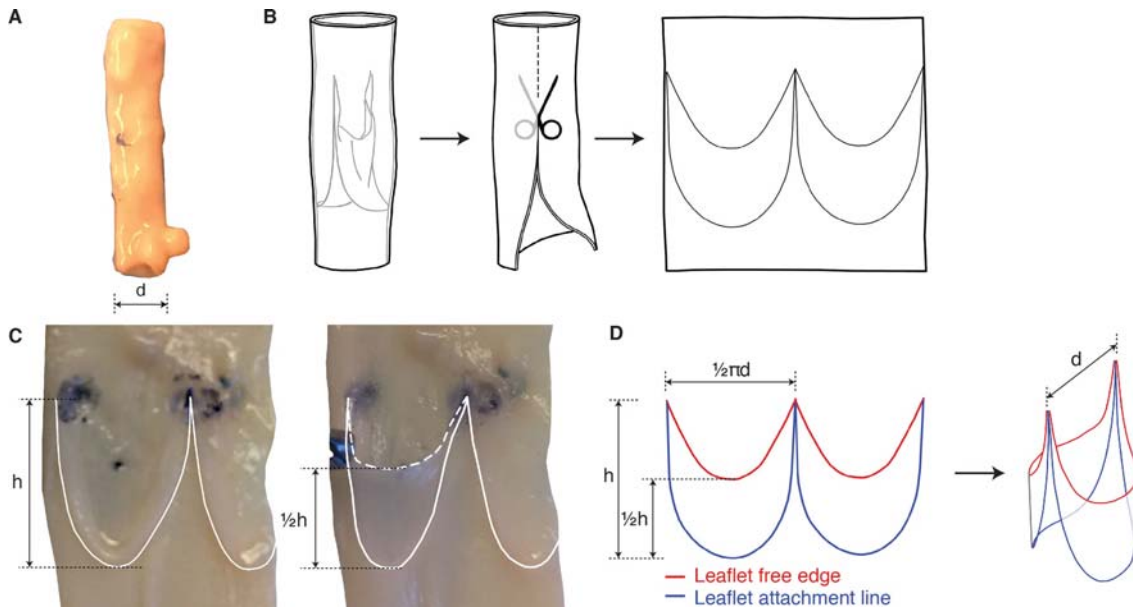 A
B
d
C
h
½h
D
½πd
d
h
½h
Leaflet free edge
Leaflet attachment line